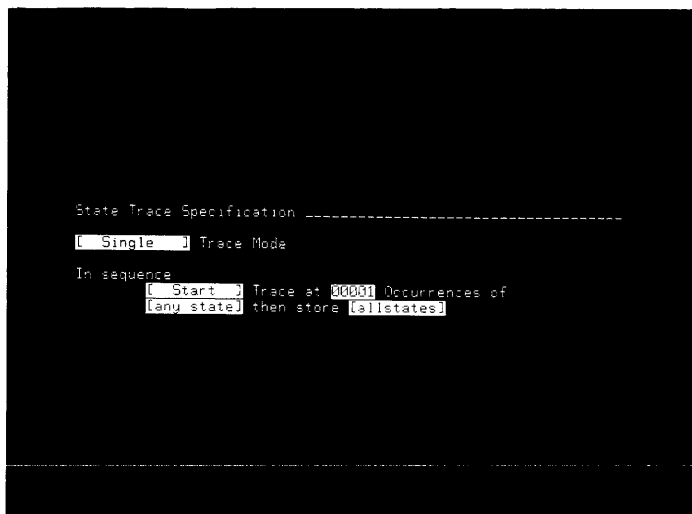 State Trace Specification ____________________________________
[ Single ] Trace Mode
In sequence
[ Start ] Trace at 00001 Occurrences of
[any state] then store [allstates]